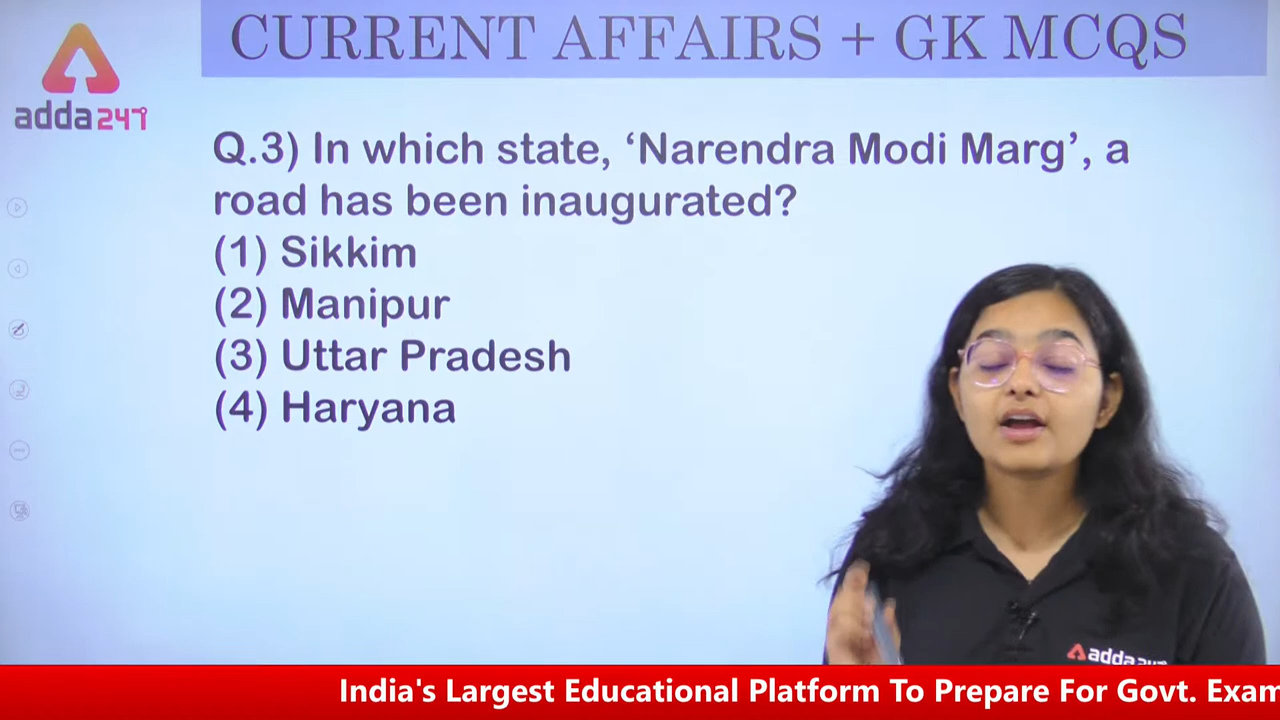 CURRENT AFFAIRS + GK MCQS
adda247
Q.3) In which state, ‘Narendra Modi Marg’, a
road has been inaugurated?
(1) Sikkim
(2) Manipur
(3) Uttar Pradesh
(4) Haryana
adda247
India's Largest Educational Platform To Prepare For Govt. Exam